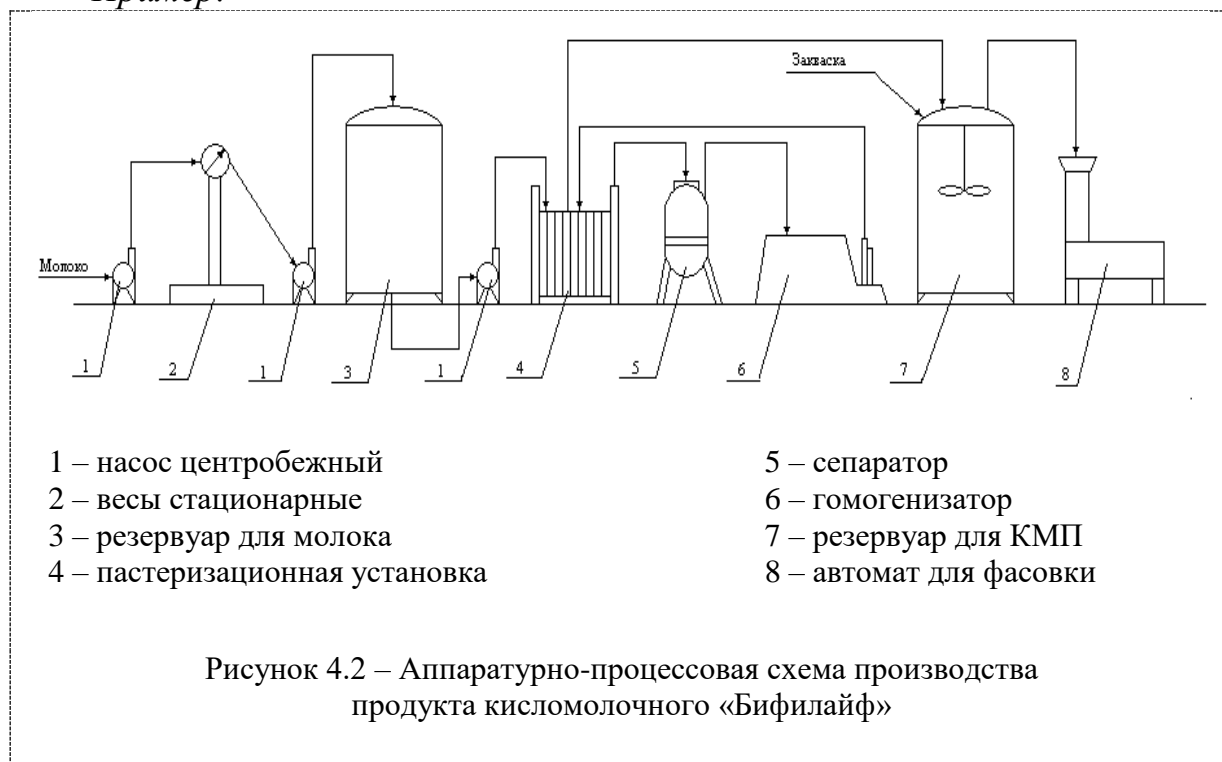 Пример:
Закваска
Молоко
1 2 1 3 1 4 5 6 7 8
1 – насос центробежный
2 – весы стационарные
3 – резервуар для молока
4 – пастеризационная установка
5 – сепаратор
6 – гомогенизатор
7 – резервуар для КМП
8 – автомат для фасовки
Рисунок 4.2 – Аппаратурно-процессовая схема производства
продукта кисломолочного «Бифилайф»